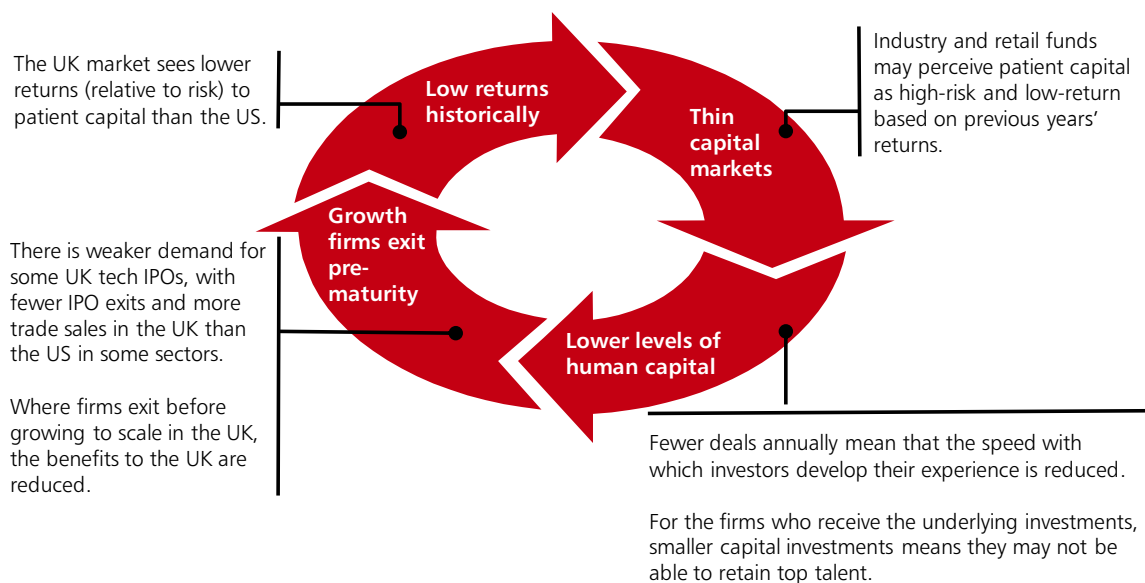 The UK market sees lower
returns (relative to risk) to
patient capital than the US.
Low returns
historically
Thin
capital
markets
Industry and retail funds
may perceive patient capital
as high-risk and low-return
based on previous years’
returns.
Growth
firms exit
pre-
maturity
There is weaker demand for
some UK tech IPOs, with
fewer IPO exits and more
trade sales in the UK than
the US in some sectors.
Where firms exit before
growing to scale in the UK,
the benefits to the UK are
reduced.
Lower levels of
human capital
Fewer deals annually mean that the speed with
which investors develop their experience is reduced.
For the firms who receive the underlying investments,
smaller capital investments means they may not be
able to retain top talent.